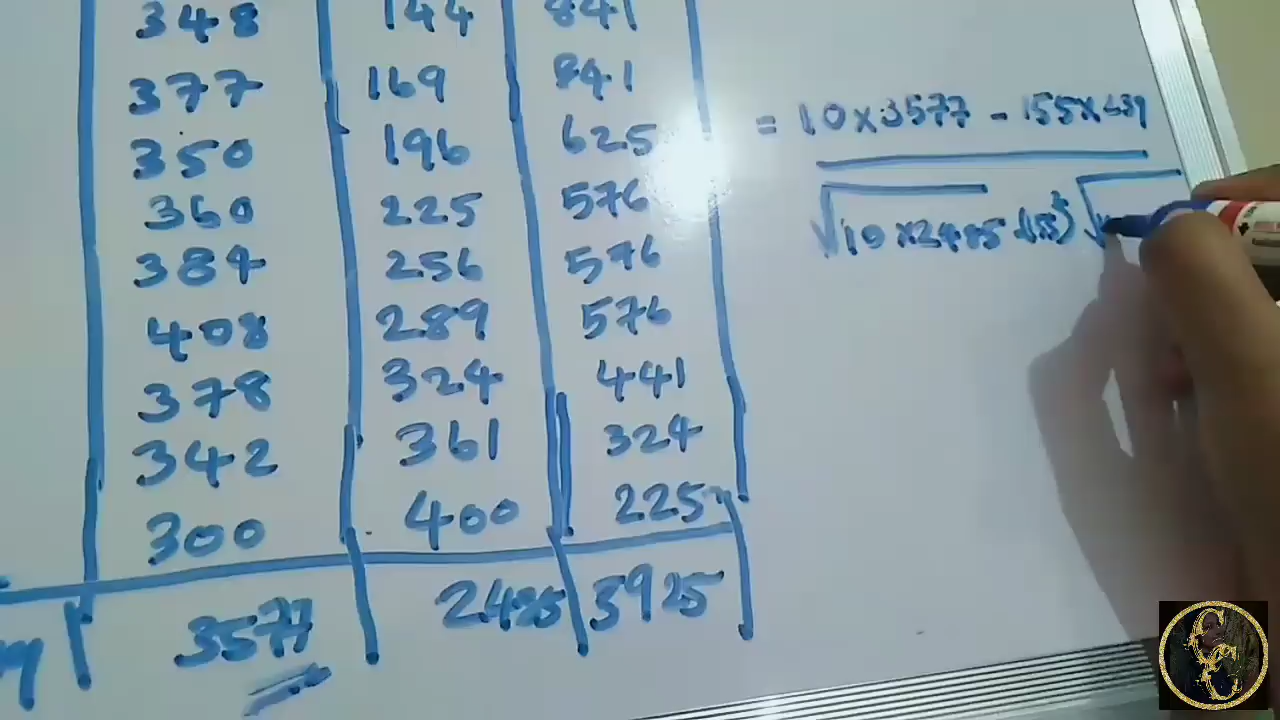 348 144 841
377 169 841
350 196 625
360 225 576
384 256 576
408 289 576
378 324 441
342 361 324
300 400 225
3577 2485 3925
= 10×3577 - 155×
√10×2485-(155)² √